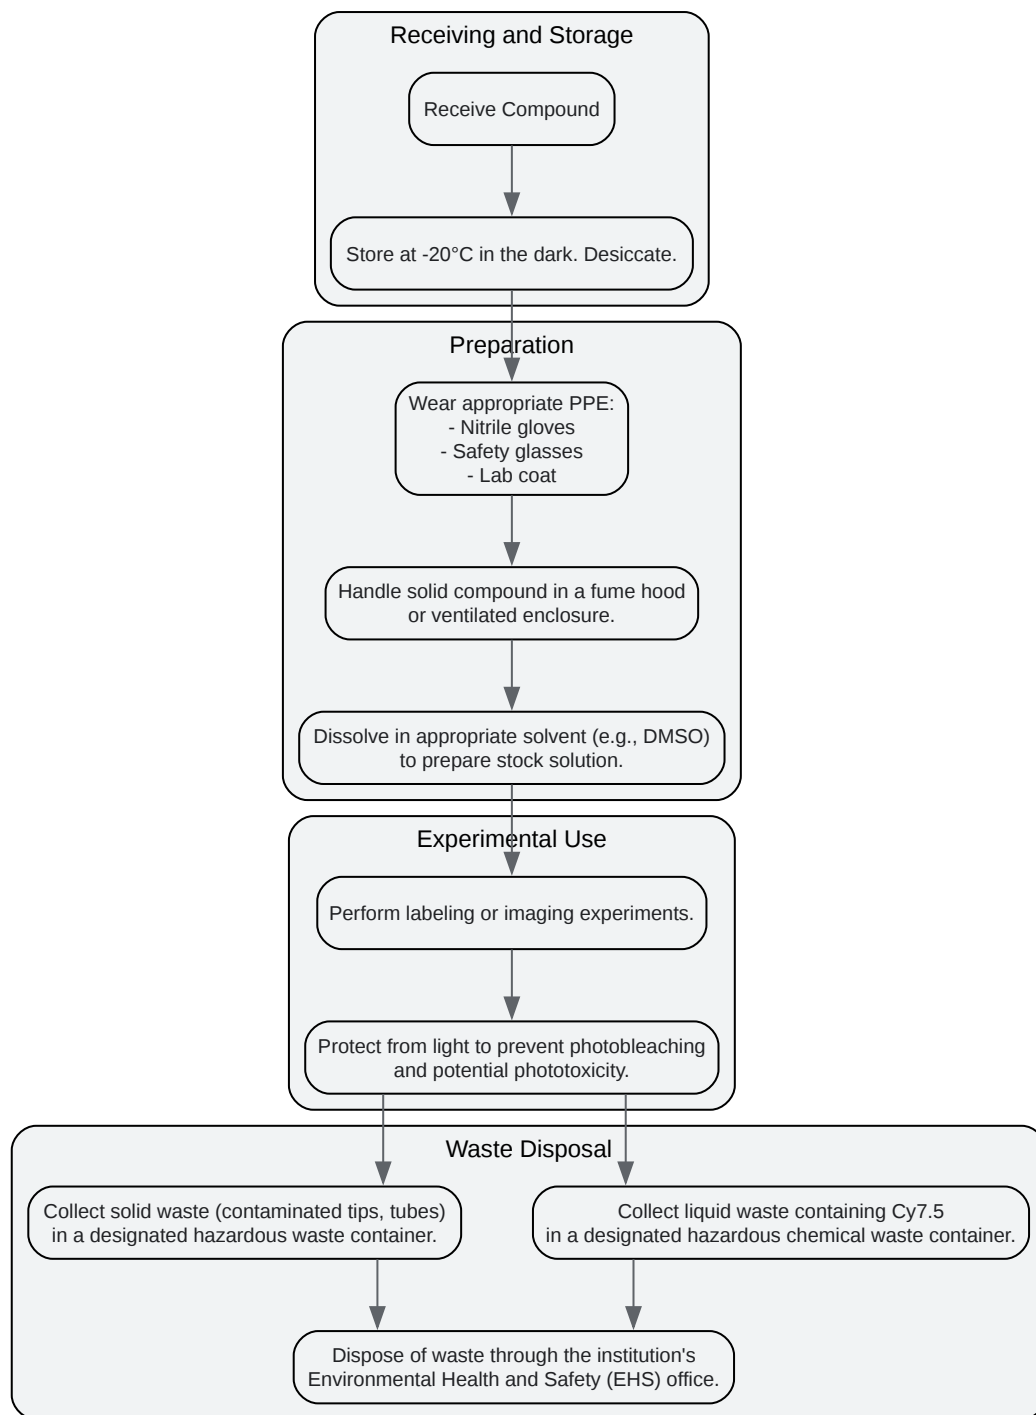 Receiving and Storage
Receive Compound
Store at -20°C in the dark. Desiccate.
Preparation
Wear appropriate PPE:
- Nitrile gloves
- Safety glasses
- Lab coat
Handle solid compound in a fume hood
or ventilated enclosure.
Dissolve in appropriate solvent (e.g., DMSO)
to prepare stock solution.
Experimental Use
Perform labeling or imaging experiments.
Protect from light to prevent photobleaching
and potential phototoxicity.
Waste Disposal
Collect solid waste (contaminated tips, tubes)
in a designated hazardous waste container.
Collect liquid waste containing Cy7.5
in a designated hazardous chemical waste container.
Dispose of waste through the institution's
Environmental Health and Safety (EHS) office.